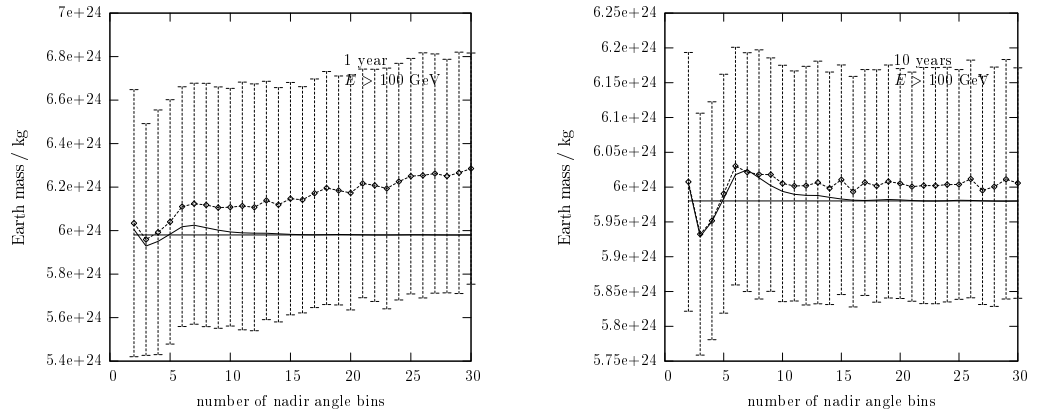 7e+24
6.8e+24
6.6e+24
6.4e+24
6.2e+24
6e+24
5.8e+24
5.6e+24
5.4e+24
Earth mass / kg
1 year
E > 100 GeV
0 5 10 15 20 25 30
number of nadir angle bins
6.25e+24
6.2e+24
6.15e+24
6.1e+24
6.05e+24
6e+24
5.95e+24
5.9e+24
5.85e+24
5.8e+24
5.75e+24
Earth mass / kg
10 years
E > 100 GeV
0 5 10 15 20 25 30
number of nadir angle bins